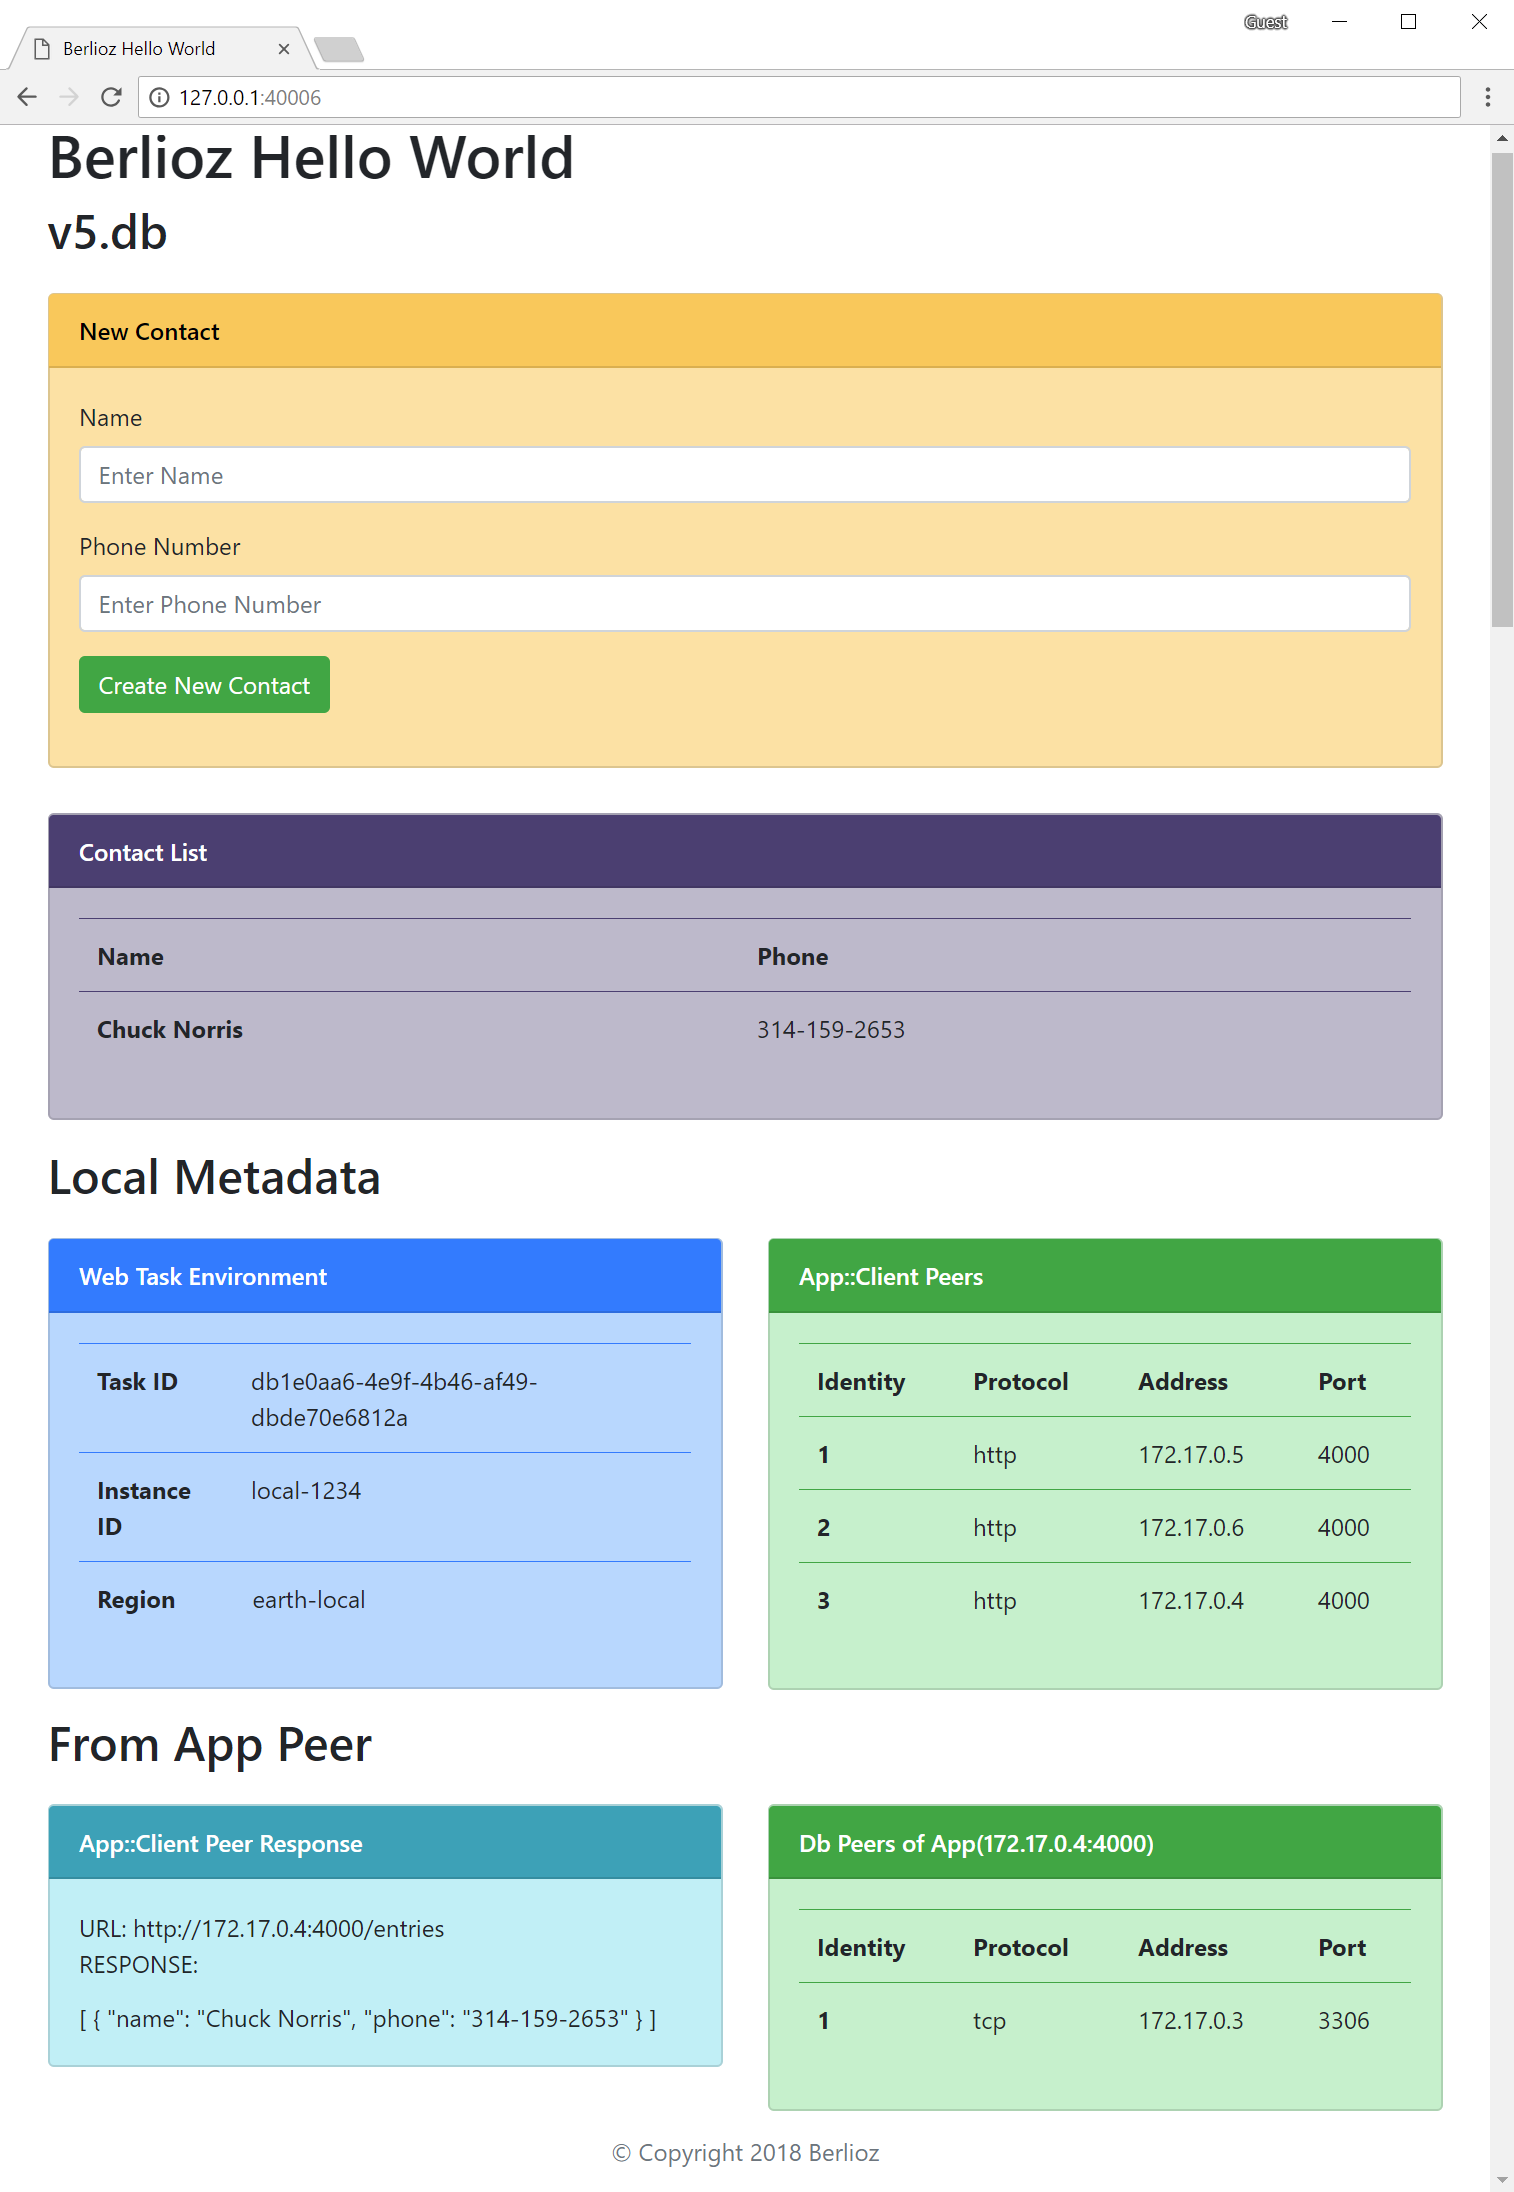 Guest
Berlioz Hello World
127.0.0.1:40006
Berlioz Hello World
v5.db
New Contact
Name
Enter Name
Phone Number
Enter Phone Number
Create New Contact
Contact List
Name Phone
Chuck Norris 314-159-2653
Local Metadata
Web Task Environment
Task ID db1e0aa6-4e9f-4b46-af49-
dbde70e6812a
Instance local-1234
ID
Region earth-local
App::Client Peers
Identity Protocol Address Port
1 http 172.17.0.5 4000
2 http 172.17.0.6 4000
3 http 172.17.0.4 4000
From App Peer
App::Client Peer Response
URL: http://172.17.0.4:4000/entries
RESPONSE:
[ { "name": "Chuck Norris", "phone": "314-159-2653" } ]
Db Peers of App(172.17.0.4:4000)
Identity Protocol Address Port
1 tcp 172.17.0.3 3306
© Copyright 2018 Berlioz